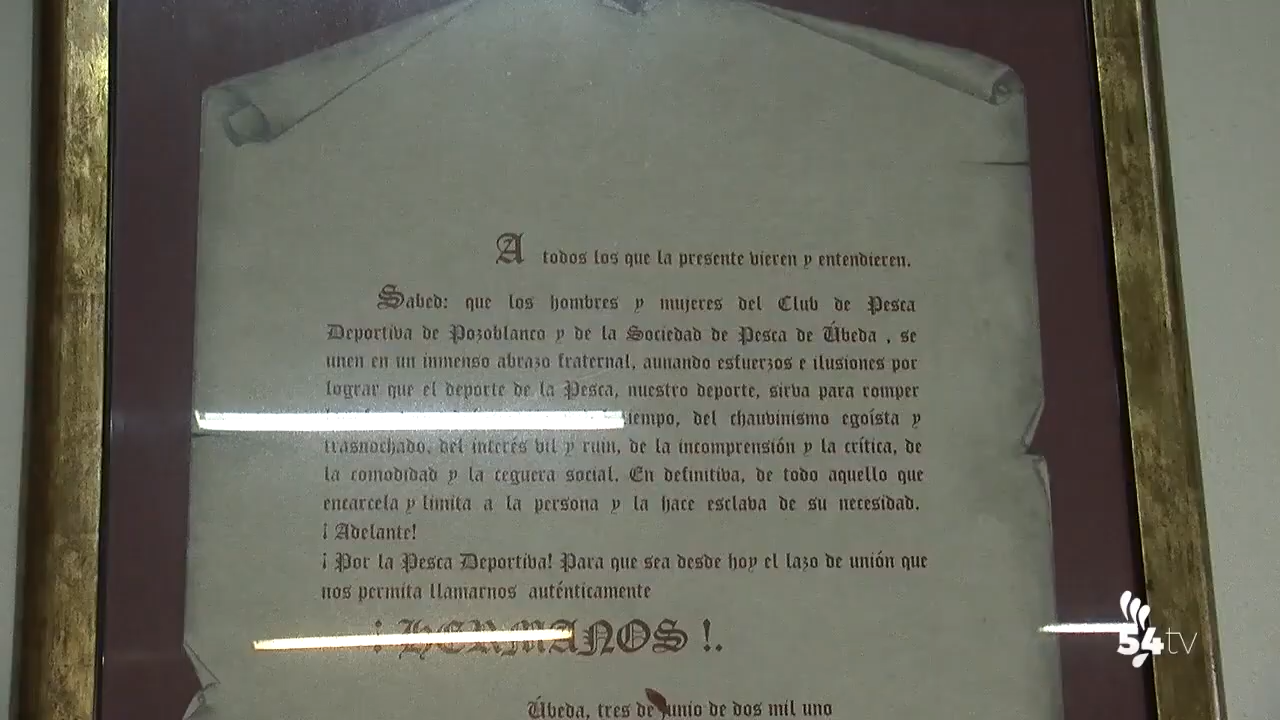 A todos los que la presente vieren y entendieren.
Sabed: que los hombres y mujeres del Club de Pesca
Deportiva de Pozoblanco y de la Sociedad de Pesca de Úbeda , se
unen en un inmenso abrazo fraternal, aunando esfuerzos e ilusiones por
lograr que el deporte de la Pesca, nuestro deporte, sirva para romper
tiempo, del chauvinismo egoísta y
trasnochado, del interés vil y ruin, de la incomprensión y la crítica, de
la comodidad y la ceguera social. En definitiva, de todo aquello que
encarcela y limita a la persona y la hace esclava de su necesidad.
¡ Adelante!
¡ Por la Pesca Deportiva! Para que sea desde hoy el lazo de unión que
nos permita llamarnos auténticamente
¡ HERMANOS !.
Úbeda, tres de junio de dos mil uno
54tv